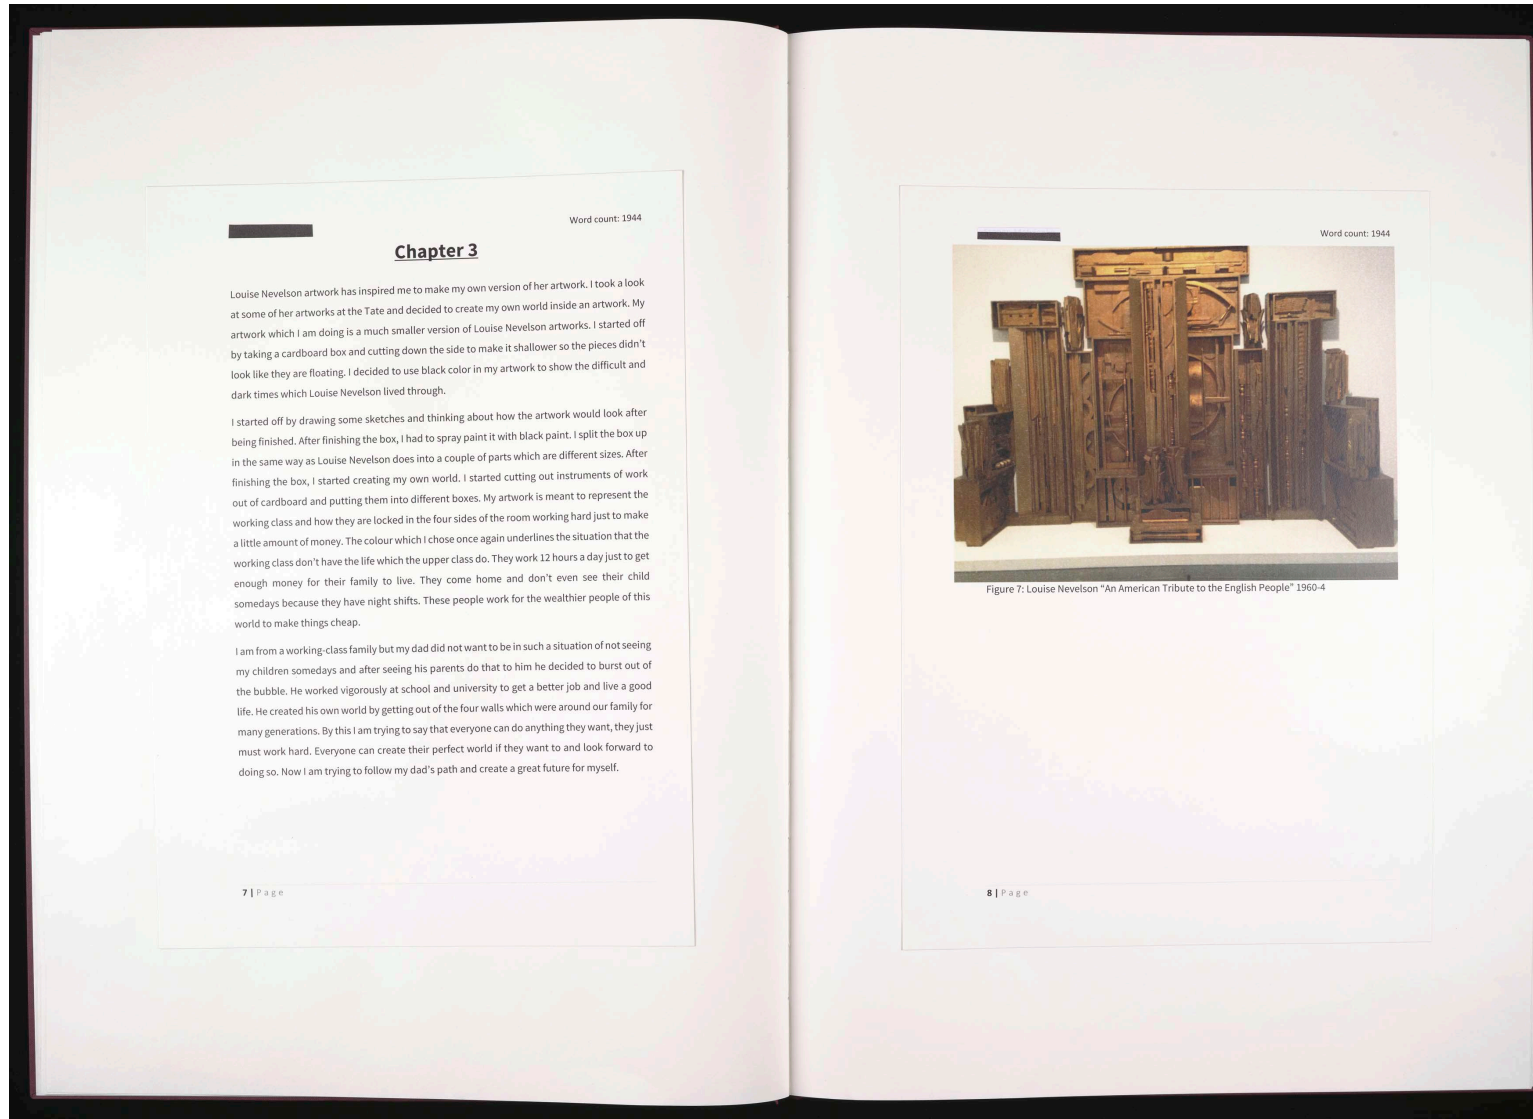 Word count: 1944
Chapter 3
Louise Nevelson artwork has inspired me to make my own version of her artwork. I took a look
at some of her artworks at the Tate and decided to create my own world inside an artwork. My
artwork which I am doing is a much smaller version of Louise Nevelson artworks. I started off
by taking a cardboard box and cutting down the side to make it shallower so the pieces didn't
look like they are floating. I decided to use black color in my artwork to show the difficult and
dark times which Louise Nevelson lived through.
I started off by drawing some sketches and thinking about how the artwork would look after
being finished. After finishing the box, I had to spray paint it with black paint. I split the box up
in the same way as Louise Nevelson does into a couple of parts which are different sizes. After
finishing the box, I started creating my own world. I started cutting out instruments of work
out of cardboard and putting them into different boxes. My artwork is meant to represent the
working class and how they are locked in the four sides of the room working hard just to make
a little amount of money. The colour which I chose once again underlines the situation that the
working class don't have the life which the upper class do. They work 12 hours a day just to get
enough money for their family to live. They come home and don't even see their child
somedays because they have night shifts. These people work for the wealthier people of this
world to make things cheap.
I am from a working-class family but my dad did not want to be in such a situation of not seeing
my children somedays and after seeing his parents do that to him he decided to burst out of
the bubble. He worked vigorously at school and university to get a better job and live a good
life. He created his own world by getting out of the four walls which were around our family for
many generations. By this I am trying to say that everyone can do anything they want, they just
must work hard. Everyone can create their perfect world if they want to and look forward to
doing so. Now I am trying to follow my dad's path and create a great future for myself.
7 | Page
Word count: 1944
Figure 7: Louise Nevelson "An American Tribute to the English People" 1960-4
8 | Page